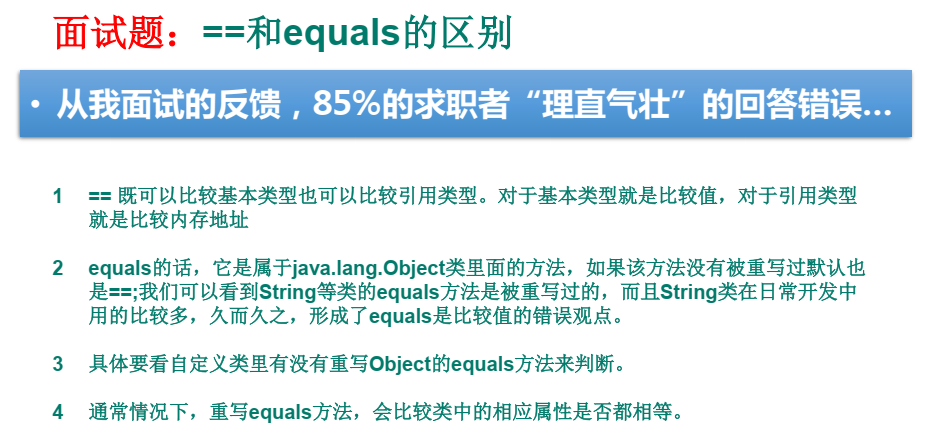 面试题：==和equals的区别
• 从我面试的反馈，85%的求职者“理直气壮”的回答错误...
1 == 既可以比较基本类型也可以比较引用类型。对于基本类型就是比较值，对于引用类型
就是比较内存地址
2 equals的话，它是属于java.lang.Object类里面的方法，如果该方法没有被重写过默认也
是==;我们可以看到String等类的equals方法是被重写过的，而且String类在日常开发中
用的比较多，久而久之，形成了equals是比较值的错误观点。
3 具体要看自定义类里有没有重写Object的equals方法来判断。
4 通常情况下，重写equals方法，会比较类中的相应属性是否都相等。